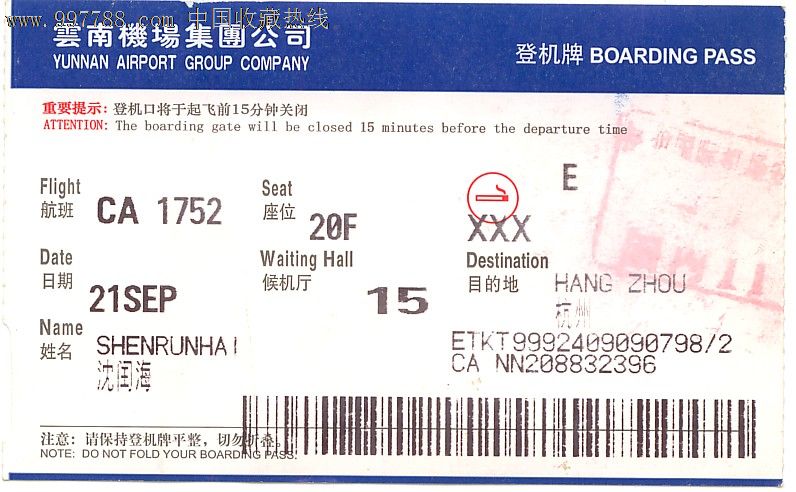 www.997788.com 中国收藏热线
雲南機場集團公司
YUNNAN AIRPORT GROUP COMPANY
登机牌 BOARDING PASS
重要提示: 登机口将于起飞前15分钟关闭
ATTENTION: The boarding gate will be closed 15 minutes before the departure time
Flight
航班 CA 1752
Seat
座位 20F
E
XXX
Date
日期 21SEP
Waiting Hall
候机厅 15
Destination
目的地 HANG ZHOU
杭州
Name
姓名 SHENRUNHAI
沈闰海
ETKT9992409090798/2
CA NN208832396
注意: 请保持登机牌平整, 切勿折叠。
NOTE: DO NOT FOLD YOUR BOARDING PASS.